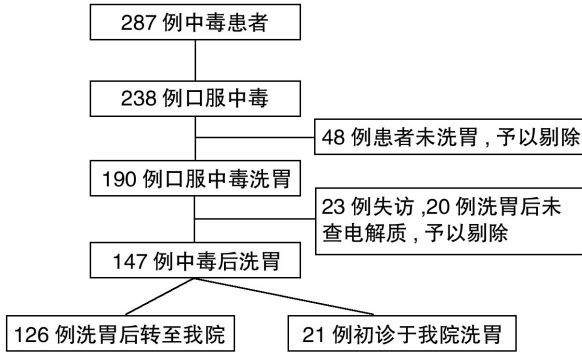 287 例中毒患者
238 例口服中毒
48 例患者未洗胃，予以剔除
190 例口服中毒洗胃
23 例失访，20 例洗胃后未
查电解质，予以剔除
147 例中毒后洗胃
126 例洗胃后转至我院
21 例初诊于我院洗胃